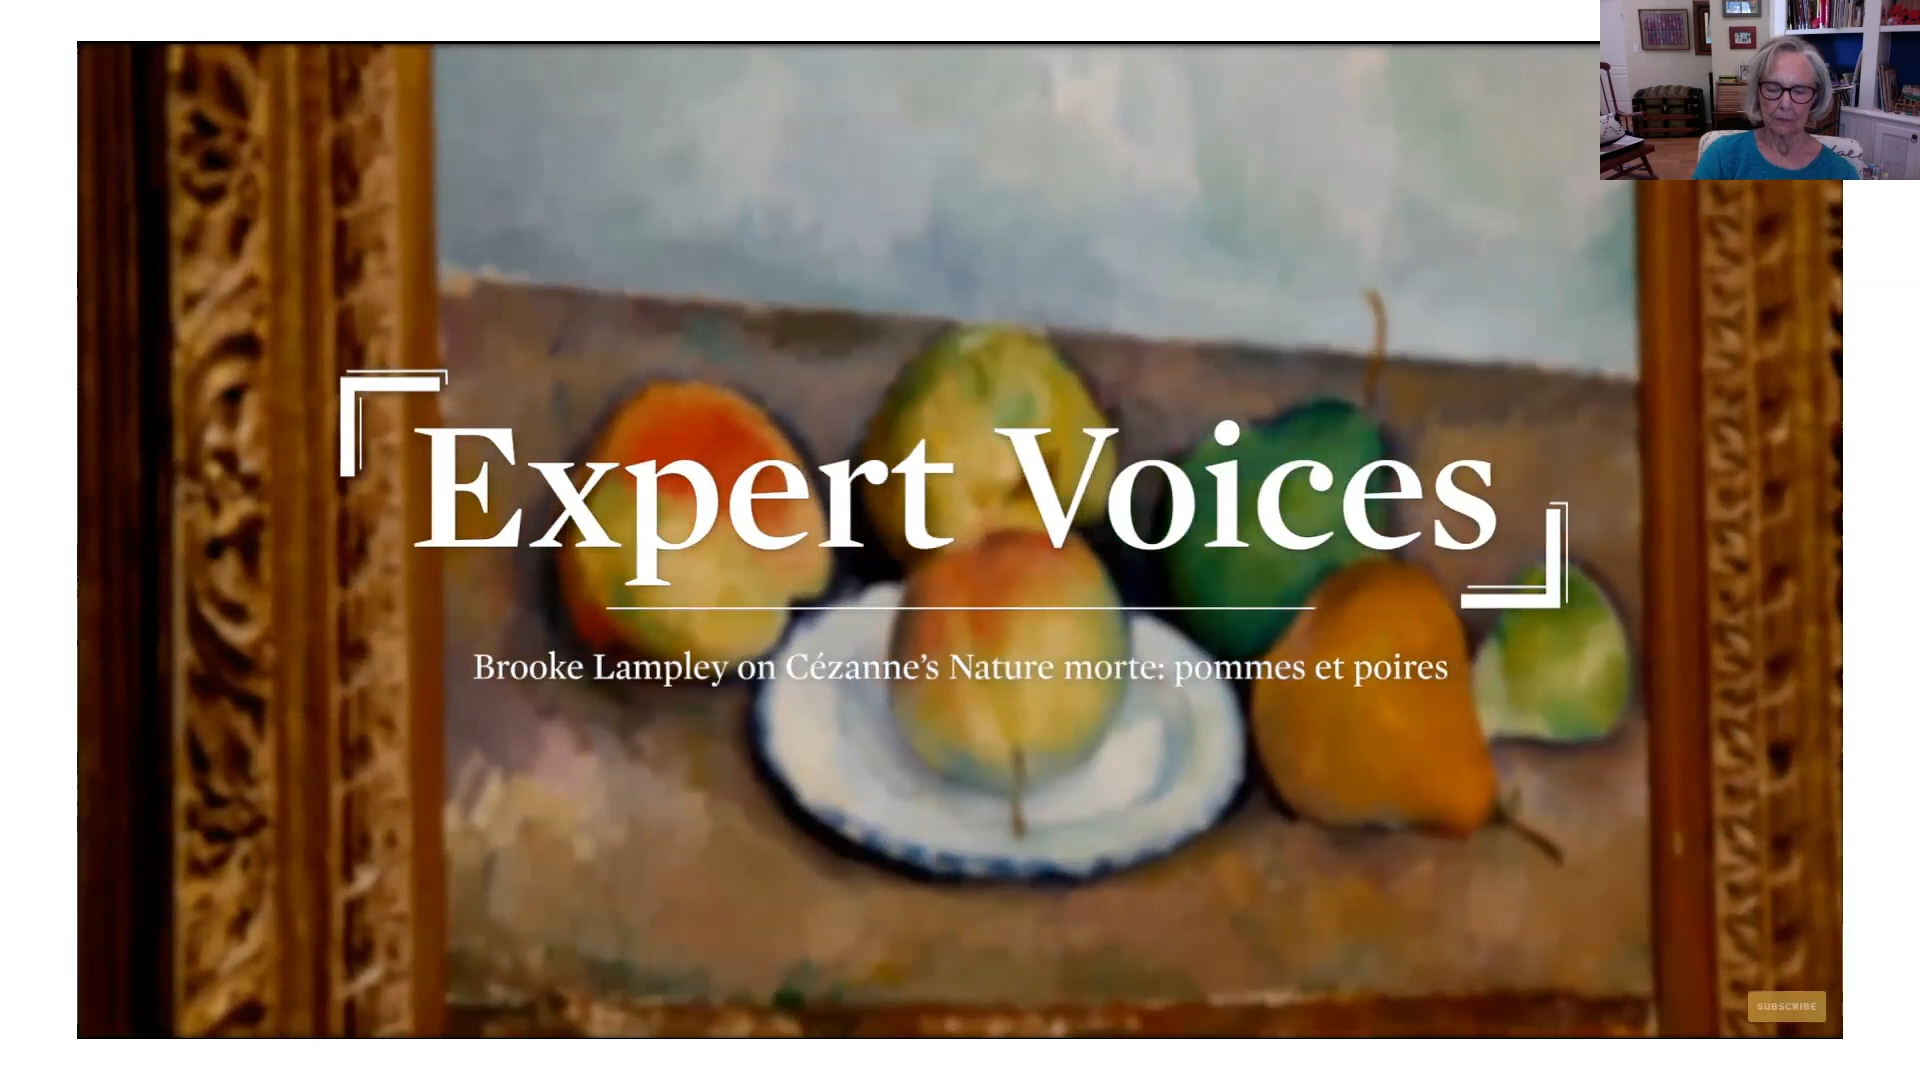 Expert Voices
Brooke Lampley on Cézanne’s Nature morte: pommes et poires
SUBSCRIBE